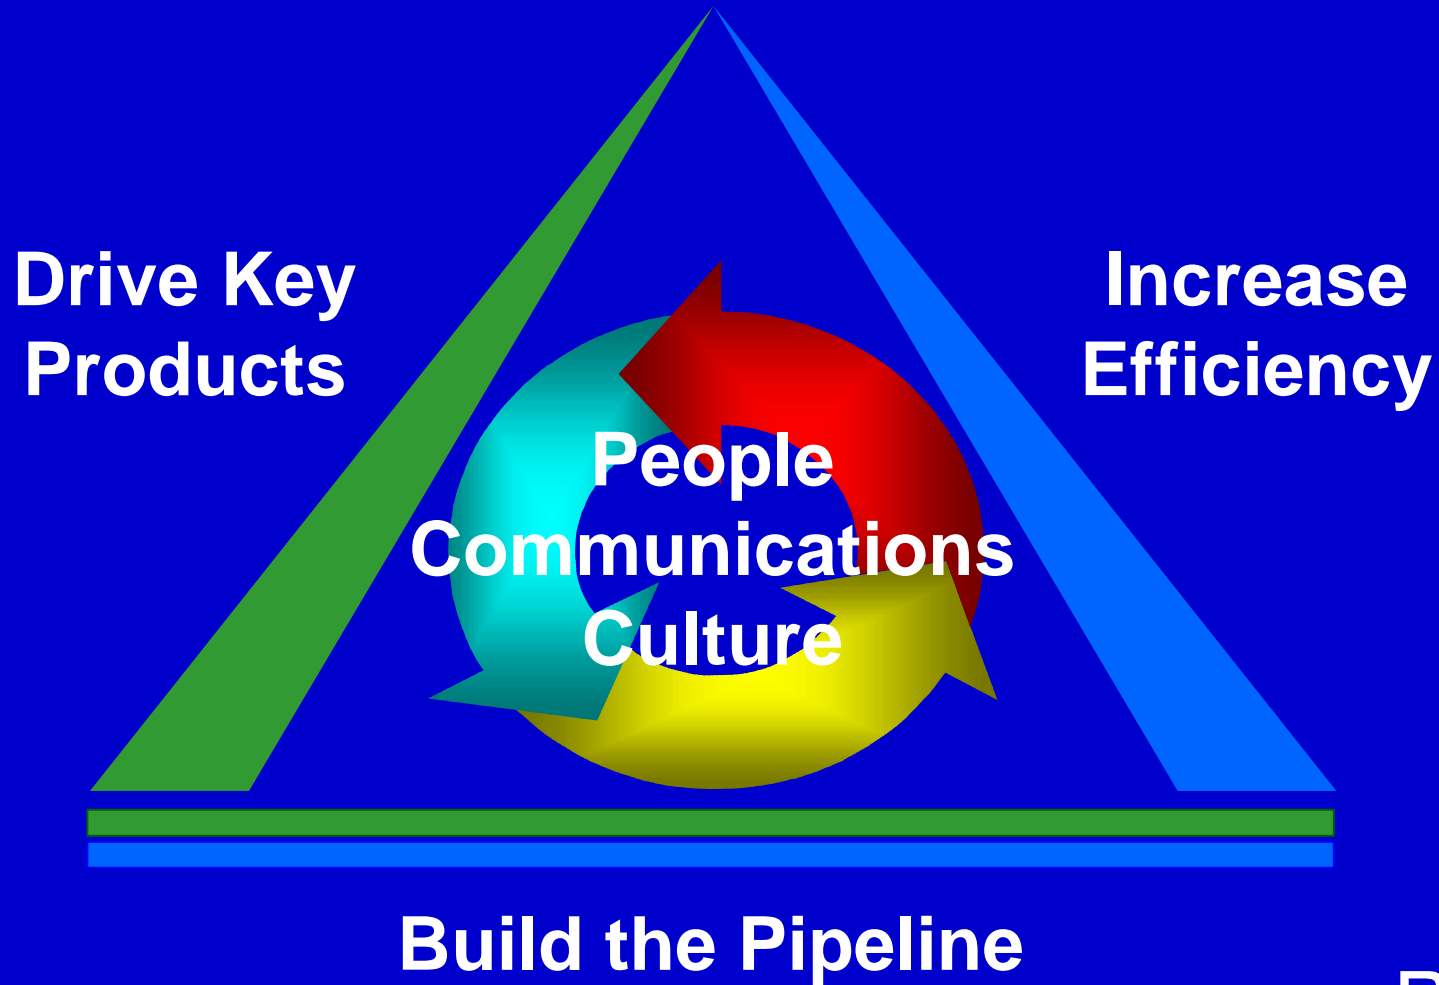 Drive Key
Products
Increase
Efficiency
People
Communications
Culture
Build the Pipeline